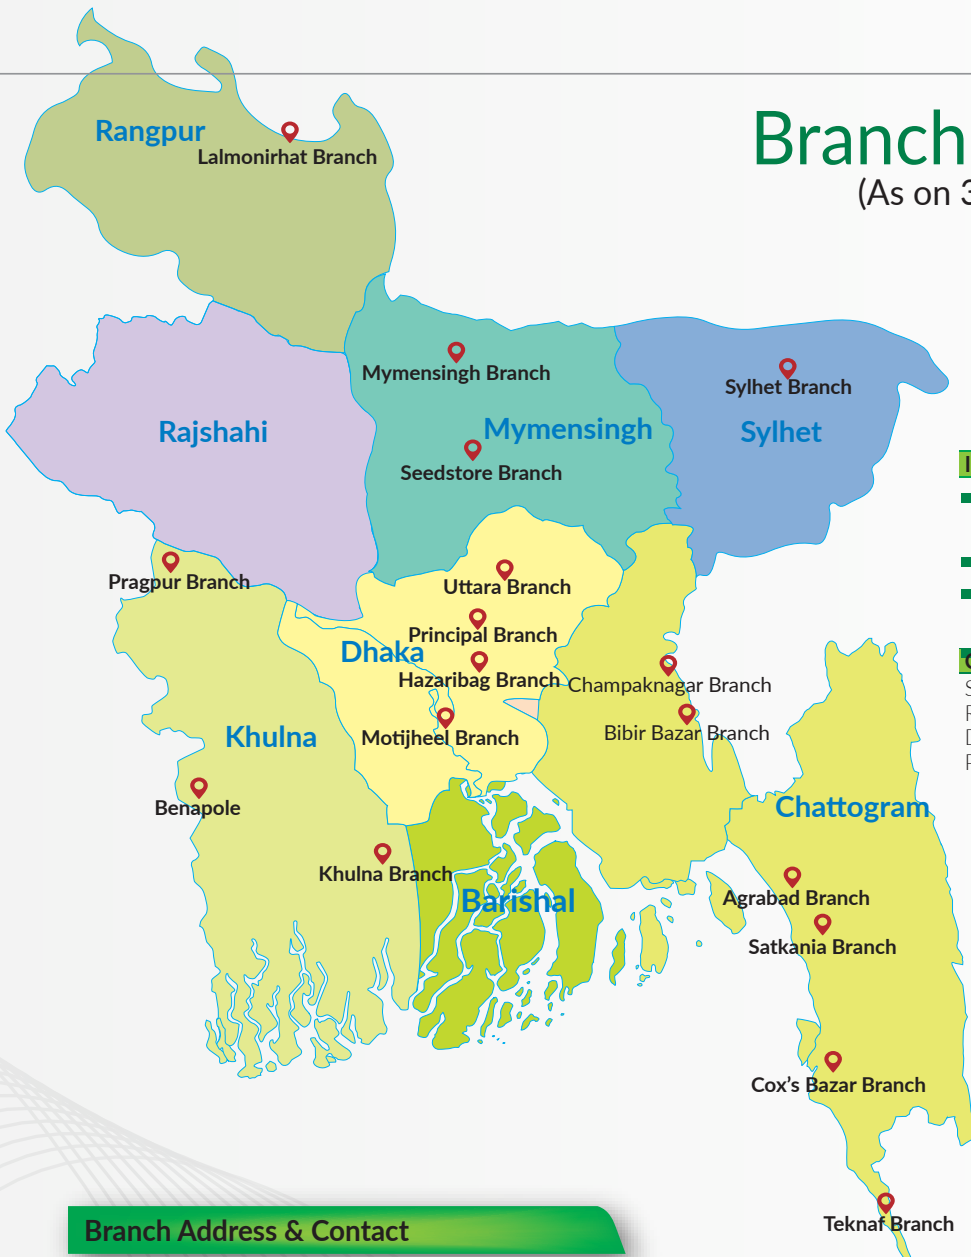 Branch
(As on 3
Rangpur
Lalmonirhat Branch
Mymensingh Branch
Sylhet Branch
Rajshahi
Mymensingh
Sylhet
Seedstore Branch
Pragpur Branch
Uttara Branch
Principal Branch
Dhaka
Hazaribag Branch
Champaknagar Branch
Khulna
Motijheel Branch
Bibir Bazar Branch
Benapole
Chattogram
Khulna Branch
Barishal
Agrabad Branch
Satkania Branch
Cox's Bazar Branch
Teknaf Branch
Branch Address & Contact